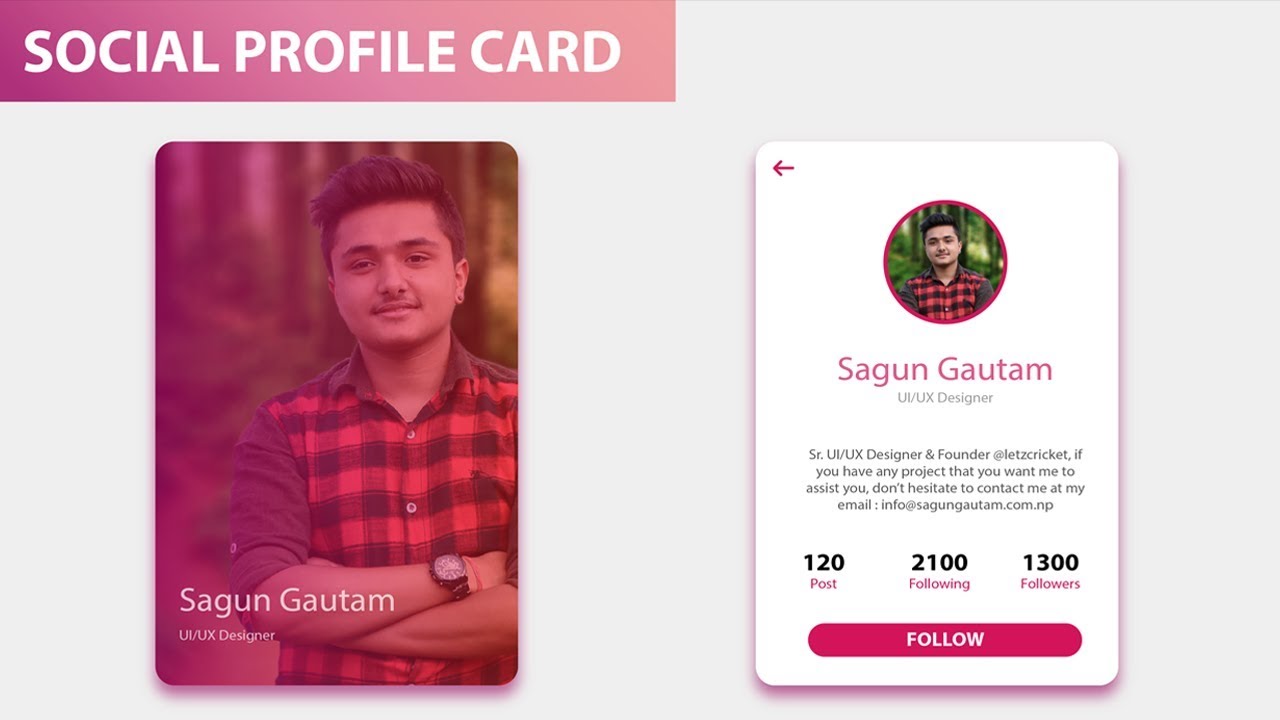 SOCIAL PROFILE CARD
Sagun Gautam
UI/UX Designer
Sagun Gautam
UI/UX Designer
Sr. UI/UX Designer & Founder @letzcricket, if
you have any project that you want me to
assist you, don't hesitate to contact me at my
email : info@sagungautam.com.np
120 2100 1300
Post Following Followers
FOLLOW